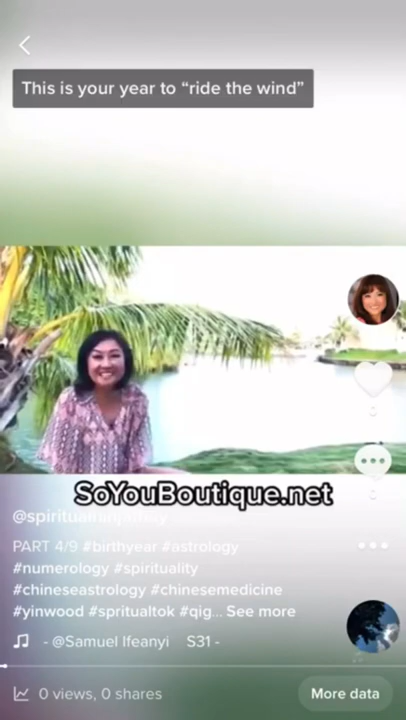 This is your year to “ride the wind”
SoYouBoutique.net
PART 4/9 #birthyear #astrology
#numerology #spirituality
#chineseastrology #chinesemedicine
#yinwood #spritualtok #qig... See more
- @Samuel Ifeanyi    S31 -
0 views, 0 shares
More data